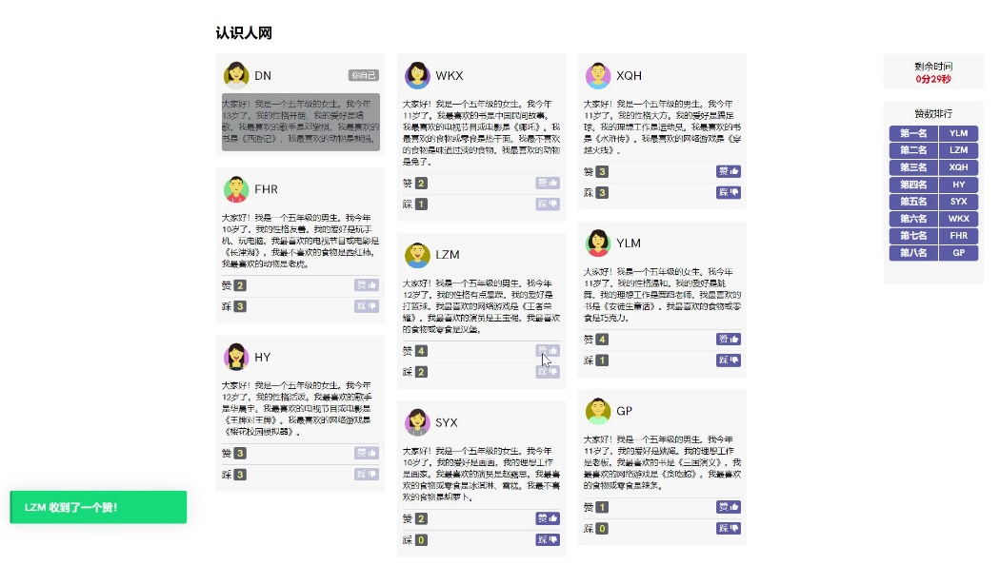 认识人网
DN 你自己
大家好！我是一个五年级的女生。我今年
13岁了。我的性格开朗。我的爱好是唱
歌。我最喜欢的歌手是邓紫棋。我最喜欢的
书是《西游记》。我最喜欢的动物是熊猫。
FHR
大家好！我是一个五年级的男生。我今年
10岁了。我的性格友善。我的爱好是玩手
机、玩电脑。我最喜欢的电视节目或电影是
《长津湖》。我最不喜欢的食物是西红柿。
我最喜欢的动物是老虎。
赞 2 赞
踩 3 踩
HY
大家好！我是一个五年级的女生。我今年
12岁了。我的性格活泼。我最喜欢的歌手
是华晨宇。我最喜欢的电视节目或电影是
《王牌对王牌》。我最喜欢的网络游戏是
《樱花校园模拟器》。
赞 3 赞
踩 3 踩
WKX
大家好！我是一个五年级的女生。我今年
11岁了。我最喜欢的书是中国民间故事。
我最喜欢的电视节目或电影是《哪吒》。我
最喜欢的食物或零食是热干面。我最不喜欢
的食物是味道过淡的食物。我最喜欢的动物
是兔子。
赞 2 赞
踩 1 踩
LZM
大家好！我是一个五年级的男生。我今年
12岁了。我的性格有点暴躁。我的爱好是
打篮球。我最喜欢的网络游戏是《王者荣
耀》。我最喜欢的演员是王宝强。我最喜欢
的食物或零食是汉堡。
赞 4 赞
踩 2 踩
SYX
大家好！我是一个五年级的女生。我今年
10岁了。我的爱好是画画。我的理想工作
是画家。我最喜欢的演员是赵露思。我最喜
欢的食物或零食是冰淇淋、雪糕。我最不喜
欢的食物是胡萝卜。
赞 2 赞
踩 0 踩
XQH
大家好！我是一个五年级的男生。我今年
11岁了。我的性格大方。我的爱好是踢足
球。我的理想工作是运动员。我最喜欢的书
是《水浒传》。我最喜欢的网络游戏是《穿
越火线》。
赞 3 赞
踩 3 踩
YLM
大家好！我是一个五年级的女生。我今年
11岁了。我的性格温和。我的爱好是跳
舞。我的理想工作是舞蹈老师。我最喜欢的
书是《安徒生童话》。我最喜欢的食物或零
食是巧克力。
赞 4 赞
踩 1 踩
GP
大家好！我是一个五年级的男生。我今年
11岁了。我的爱好是跳绳。我的理想工作
是老板。我最喜欢的书是《三国演义》。我
最喜欢的网络游戏是《贪吃蛇》。我最喜欢
的食物或零食是辣条。
赞 1 赞
踩 0 踩
剩余时间
0分29秒
赞数排行
第一名 YLM
第二名 LZM
第三名 XQH
第四名 HY
第五名 SYX
第六名 WKX
第七名 FHR
第八名 GP
LZM 收到了一个赞！